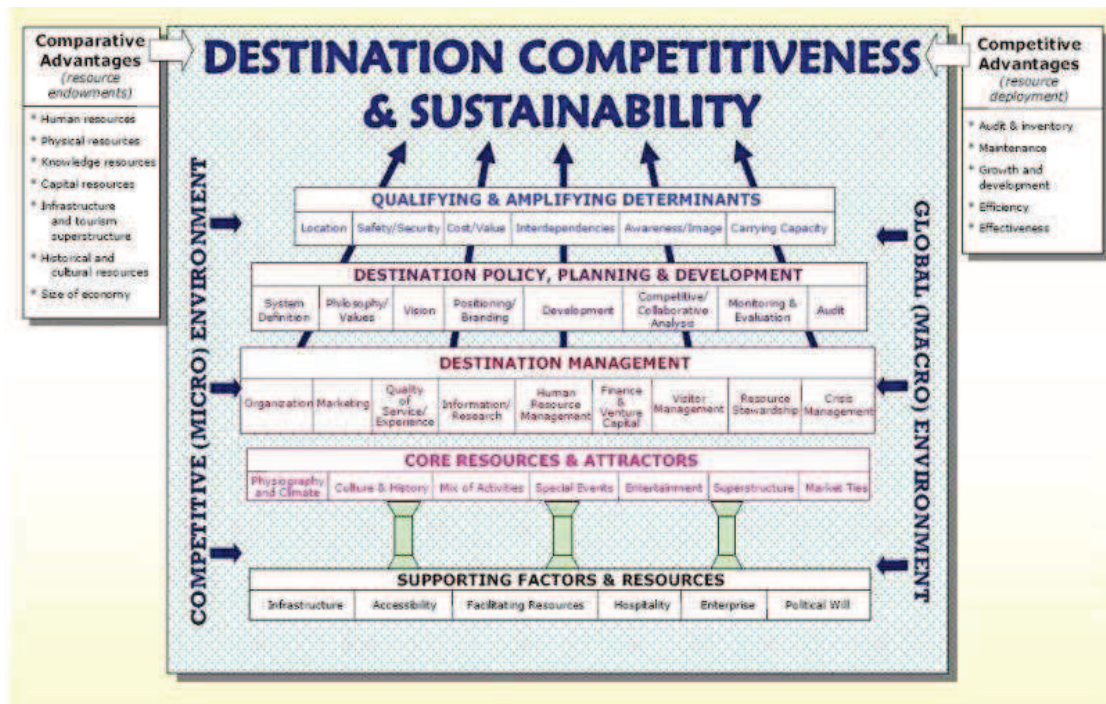 Comparative
Advantages
(resource
endowments)
* Human resources
* Physical resources
* Knowledge resources
* Capital resources
* Infrastructure
and tourism
superstructure
* Historical and
cultural resources
* Size of economy
DESTINATION COMPETITIVENESS
& SUSTAINABILITY
Competitive
Advantages
(resource
deployment)
* Audit & inventory
* Maintenance
* Growth and
development
* Efficiency
* Effectiveness
COMPETITIVE (MICRO) ENVIRONMENT
GLOBAL (MACRO) ENVIRONMENT
QUALIFYING & AMPLIFYING DETERMINANTS
Location
Safety/Security
Cost/Value
Interdependencies
Awareness/Image
Carrying Capacity
DESTINATION POLICY, PLANNING & DEVELOPMENT
System
Definition
Philosophy/
Values
Vision
Positioning/
Branding
Development
Competitive/
Collaborative
Analysis
Monitoring &
Evaluation
Audit
DESTINATION MANAGEMENT
Organization
Marketing
Quality
of
Service/
Experience
Information/
Research
Human
Resource
Management
Finance
&
Venture
Capital
Visitor
Management
Resource
Stewardship
Crisis
Management
CORE RESOURCES & ATTRACTORS
Physiography
and Climate
Culture & History
Mix of Activities
Special Events
Entertainment
Superstructure
Market Ties
SUPPORTING FACTORS & RESOURCES
Infrastructure
Accessibility
Facilitating Resources
Hospitality
Enterprise
Political Will